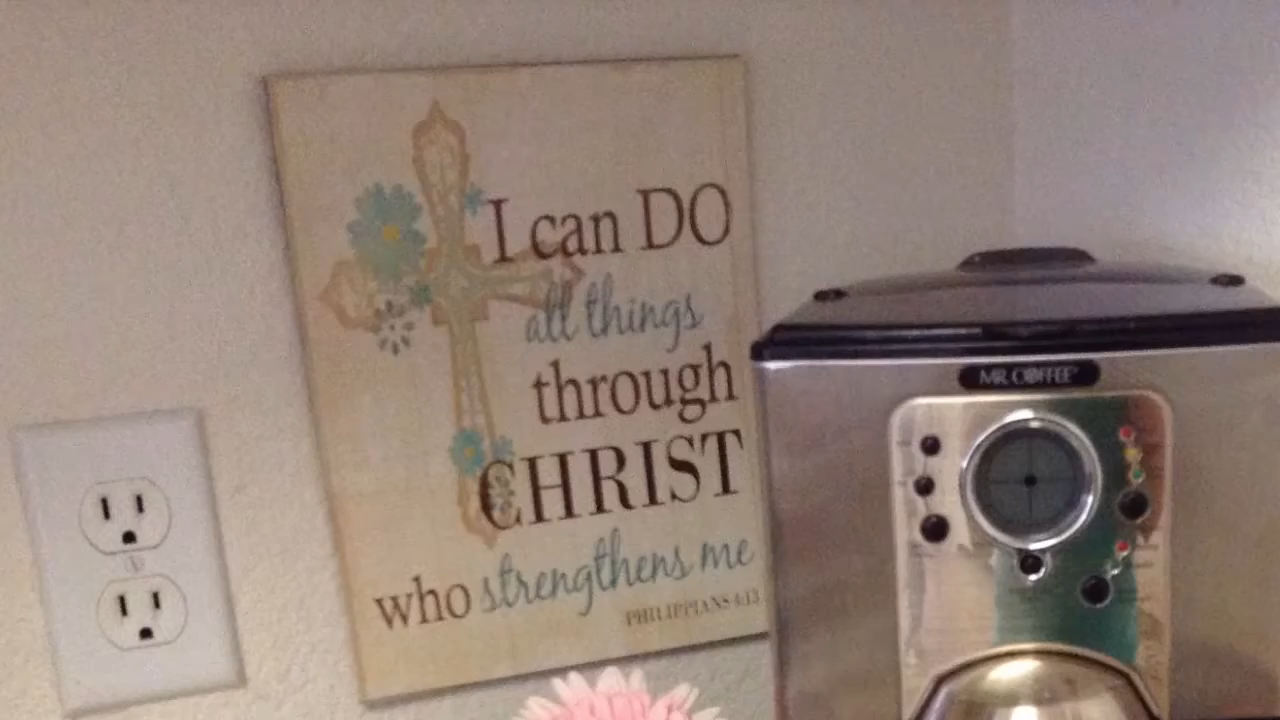 I can DO
all things
through
CHRIST
who strengthens me
PHILIPPIANS 4:13
MR. COFFEE